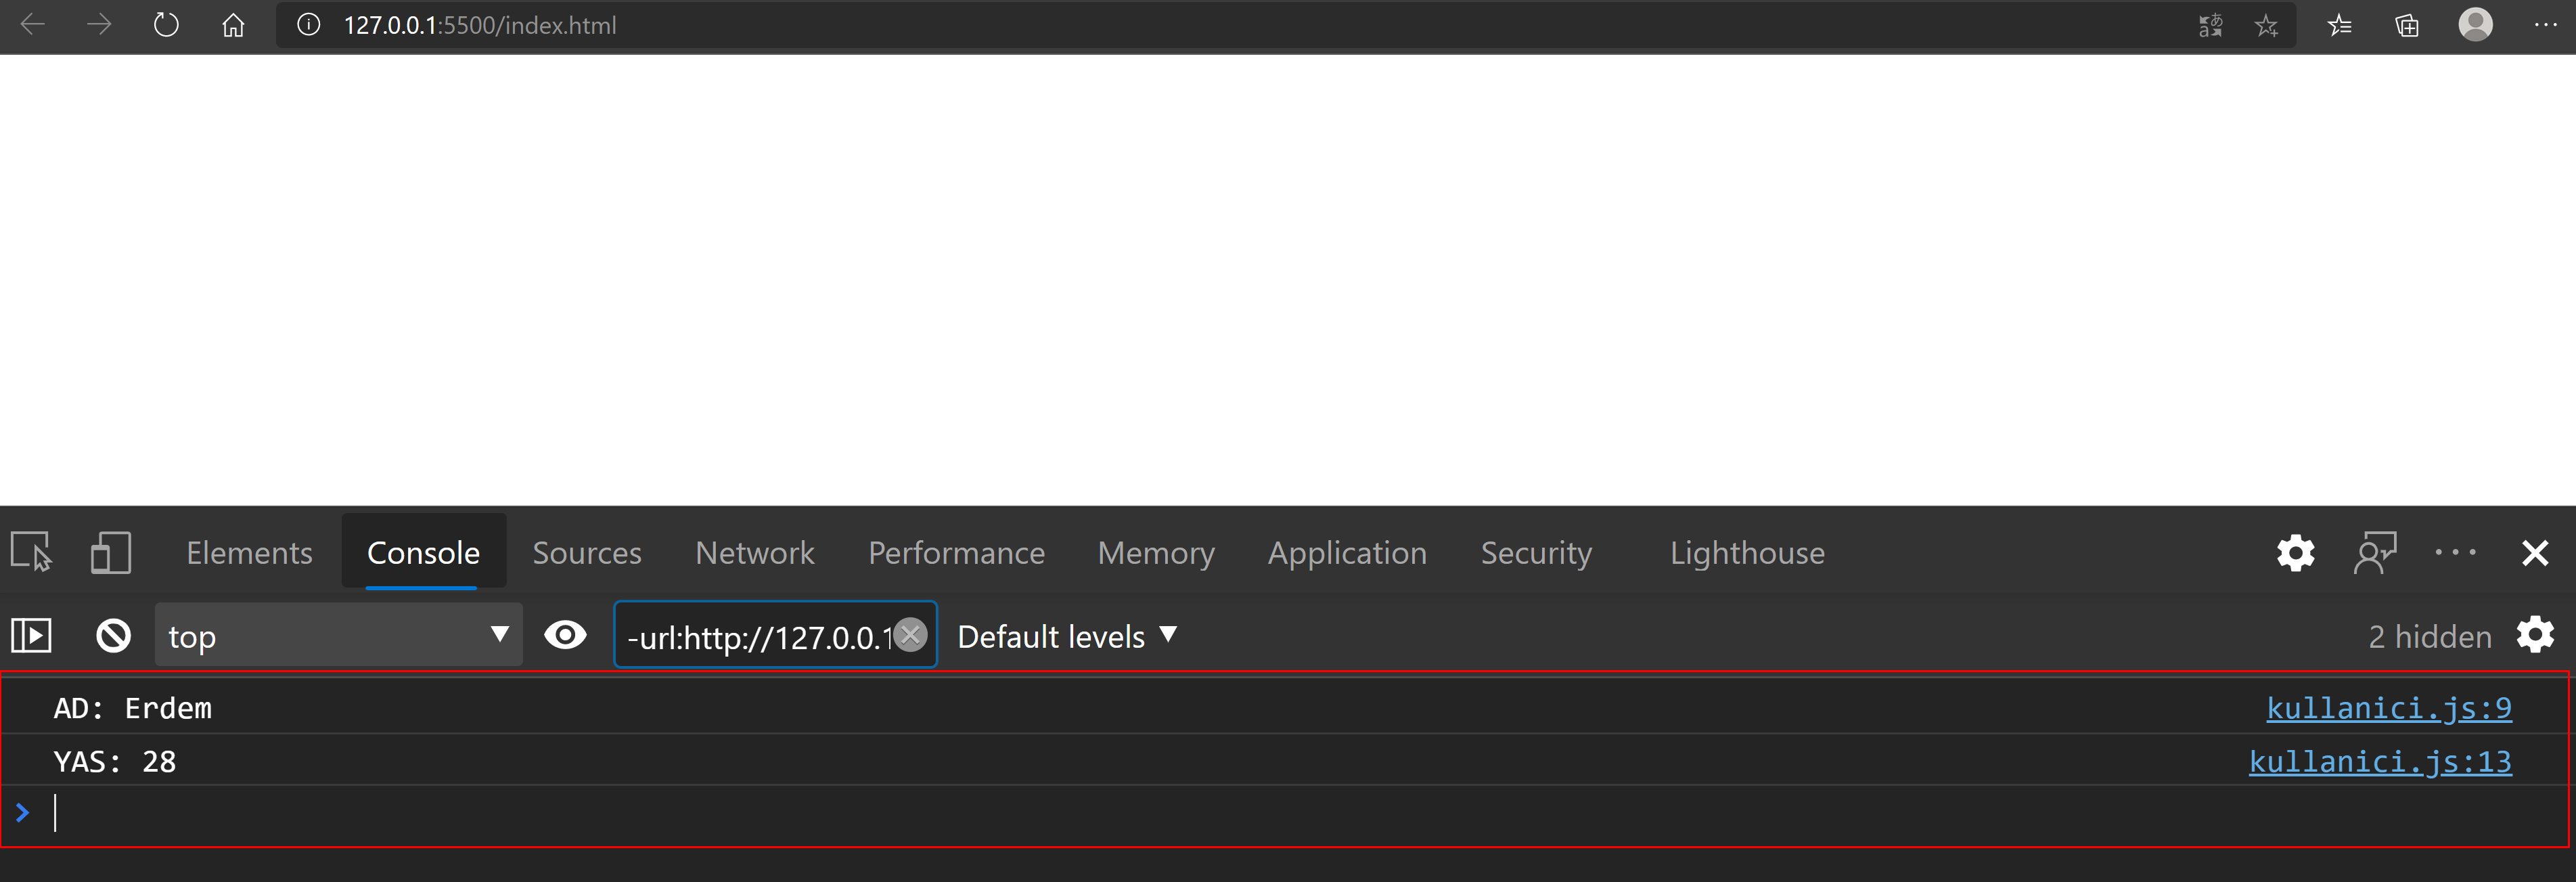 127.0.0.1:5500/index.html
Elements Console Sources Network Performance Memory Application Security Lighthouse
top -url:http://127.0.0.1 Default levels 2 hidden
AD: Erdem kullanici.js:9
YAS: 28 kullanici.js:13